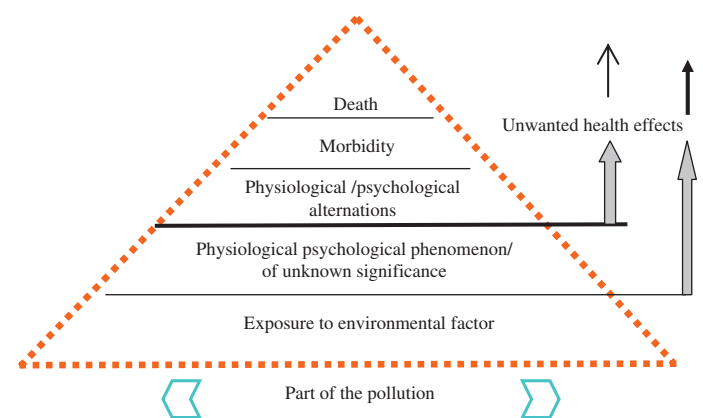 Death
Unwanted health effects
Morbidity
Physiological /psychological
alternations
Physiological psychological phenomenon/
of unknown significance
Exposure to environmental factor
Part of the pollution